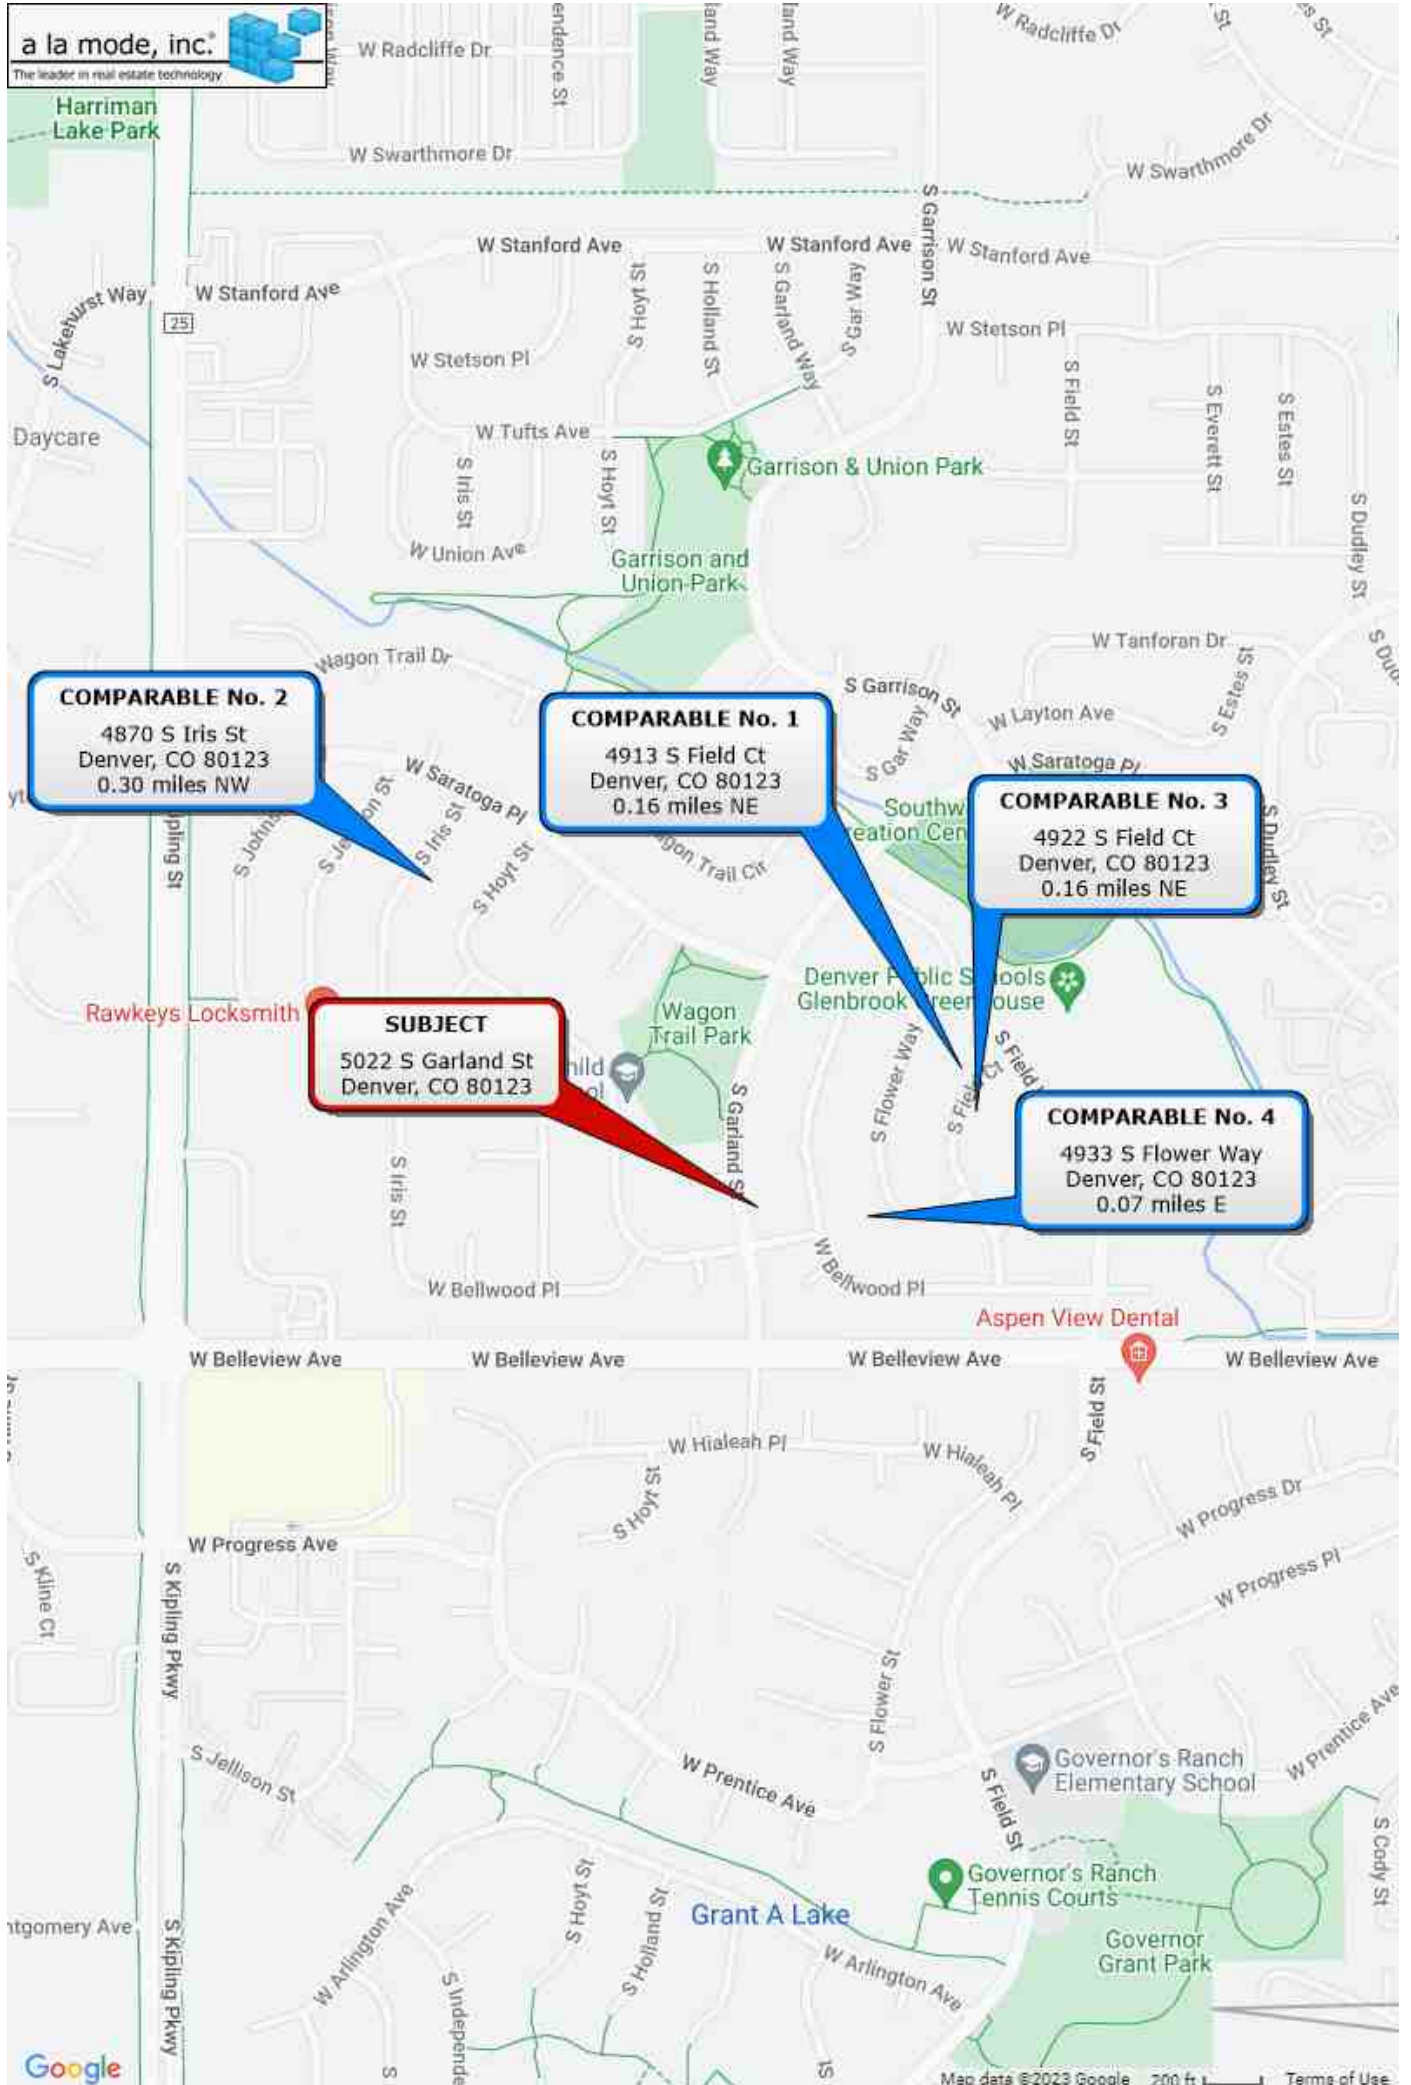 a la mode, inc.®
The leader in real estate technology
W Radcliffe Dr
W Radcliffe Dr
Harriman
Lake Park
W Swarthmore Dr
W Swarthmore Dr
S Garrison St
W Stanford Ave
W Stanford Ave
W Stanford Ave
W Stanford Ave
S Lakehurst Way
25
S Hoyt St
S Holland St
S Garland Way
S Gar Way
W Stetson Pl
W Stetson Pl
S Field St
S Everett St
S Estes St
Daycare
W Tufts Ave
S Iris St
S Hoyt St
Garrison & Union Park
S Dudley St
W Union Ave
Garrison and
Union Park
W Tanforan Dr
Wagon Trail Dr
S Estes St
S Garrison St
S Gar Way
W Layton Ave
COMPARABLE No. 2
4870 S Iris St
Denver, CO 80123
0.30 miles NW
COMPARABLE No. 1
4913 S Field Ct
Denver, CO 80123
0.16 miles NE
W Saratoga Pl
W Saratoga Pl
COMPARABLE No. 3
4922 S Field Ct
Denver, CO 80123
0.16 miles NE
S Iris St
S Hoyt St
S Dudley St
Denver Public Schools
Glenbrook Greenhouse
Rawkeys Locksmith
Wagon
Trail Park
SUBJECT
5022 S Garland St
Denver, CO 80123
S Garland St
S Flower Way
COMPARABLE No. 4
4933 S Flower Way
Denver, CO 80123
0.07 miles E
S Iris St
W Bellwood Pl
W Bellwood Pl
Aspen View Dental
W Belleview Ave
W Belleview Ave
W Belleview Ave
W Belleview Ave
S Field St
W Hialeah Pl
W Hialeah Pl
S Hoyt St
W Progress Dr
W Progress Ave
W Progress Pl
S Kline Ct
S Kipling Pkwy
S Flower St
S Jellison St
W Prentice Ave
W Prentice Ave
Governor's Ranch
Elementary School
S Field St
S Cody St
S Hoyt St
S Holland St
Governor's Ranch
Tennis Courts
Grant A Lake
W Arlington Ave
W Arlington Ave
Governor
Grant Park
S Kipling Pkwy
Google
Map data ©2023 Google
200 ft
Terms of Use